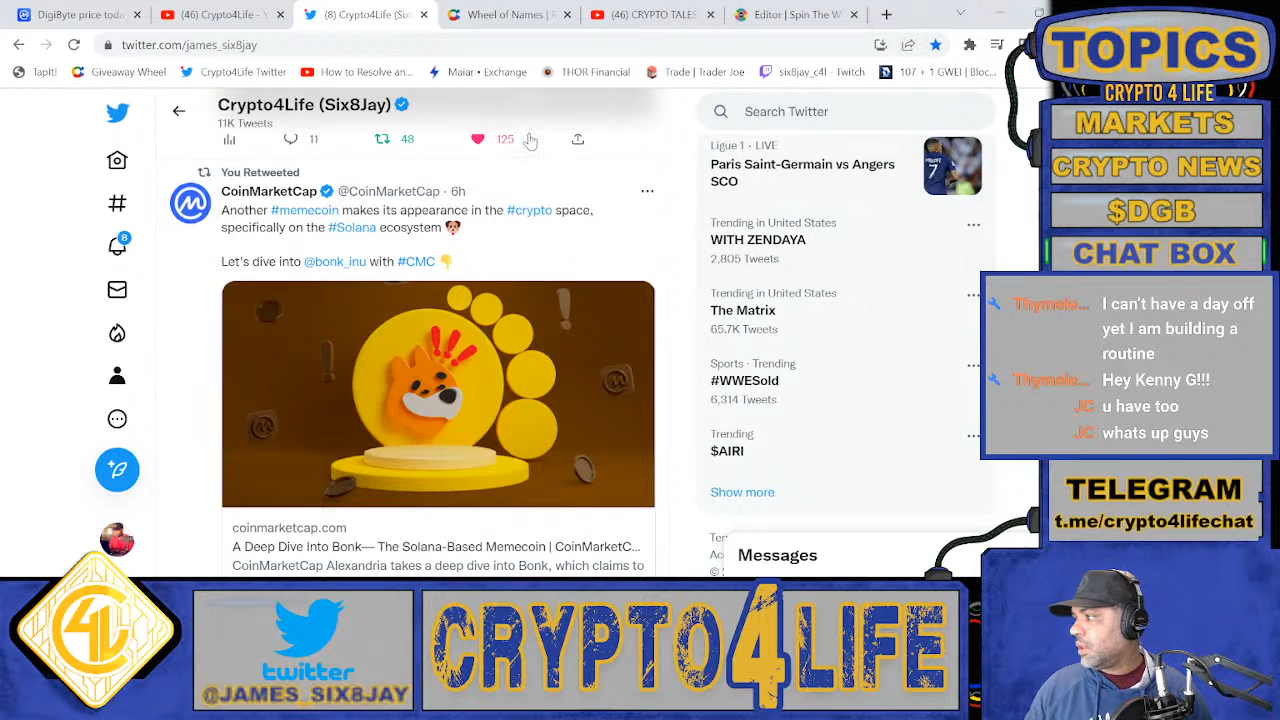 DigiByte price today
(46) Crypto4Life - Y
(8) Crypto4Life (Six
Wheel of Names | R
(46) CRYPTO TALES
Editor | Spin The W
twitter.com/james_six8jay
TapIt!
Giveaway Wheel
Crypto4Life Twitter
How to Resolve an...
Maiar • Exchange
THOR Financial
Trade | Trader Joe
six8jay_c4l - Twitch
107 + 1 GWEI | Bloc...
Crypto4Life (Six8Jay)
11K Tweets
11
48
125
You Retweeted
CoinMarketCap @CoinMarketCap · 6h
Another #memecoin makes its appearance in the #crypto space,
specifically on the #Solana ecosystem
Let's dive into @bonk_inu with #CMC
coinmarketcap.com
A Deep Dive Into Bonk— The Solana-Based Memecoin | CoinMarketC...
CoinMarketCap Alexandria takes a deep dive into Bonk, which claims to
8
Search Twitter
Ligue 1 · LIVE
Paris Saint-Germain vs Angers
SCO
7
Trending in United States
WITH ZENDAYA
2,805 Tweets
Trending in United States
The Matrix
65.7K Tweets
Sports · Trending
#WWESold
6,314 Tweets
Trending
$AIRI
Show more
Messages
TOPICS
CRYPTO 4 LIFE
MARKETS
CRYPTO NEWS
$DGB
CHAT BOX
Thymele... I can't have a day off
yet I am building a
routine
Thymele... Hey Kenny G!!!
JC u have too
JC whats up guys
TELEGRAM
t.me/crypto4lifechat
C4L
twitter
@JAMES_SIX8JAY
CRYPTO4LIFE